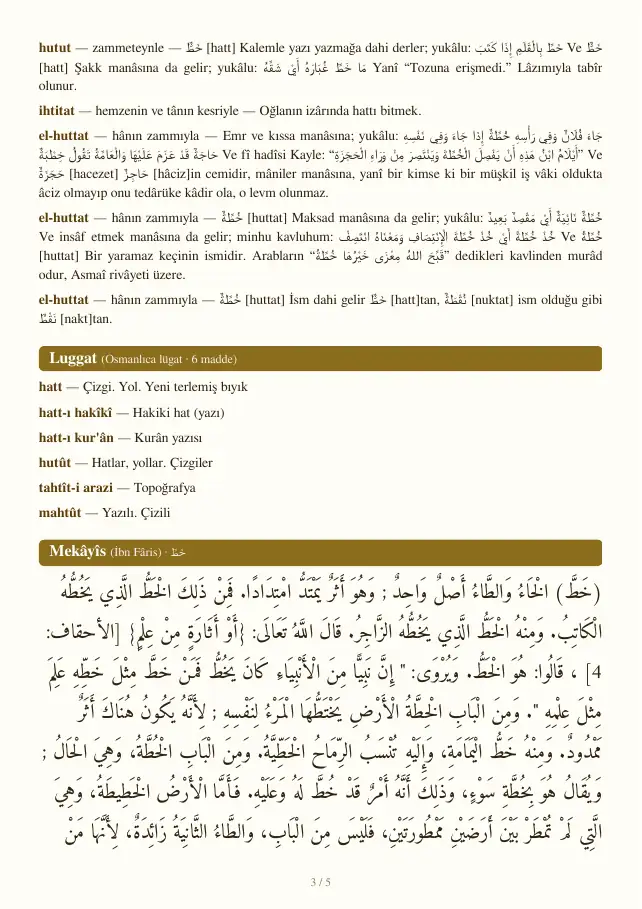 hutut — zammeteynle — خَطٌّ [hatt] Kalemle yazı yazmağa dahi derler; yukâlu: خَطَّ بِالْقَلَمِ إِذَا كَتَبَ Ve خَطٌّ
[hatt] Şakk manâsına da gelir; yukâlu: مَا خَطَّ غُبَارَهُ أَيْ شَقَّهُ Yanî “Tozuna erişmedi.” Lâzımıyla tabîr
olunur.
ihtitat — hemzenin ve tânın kesriyle — Oğlanın izârında hattı bitmek.
el-huttat — hânın zammıyla — Emr ve kıssa manâsına; yukâlu: جَاءَ فُلَانٌ وَفِي رَأْسِهِ خُطَّةٌ إِذَا جَاءَ وَفِي نَفْسِهِ
حَاجَةٌ قَدْ عَزَمَ عَلَيْهَا وَالْعَامَّةُ تَقُولُ خِطْبَةٌ Ve fî hadîsi Kayle: “أَيُلَامُ ابْنُ هَذِهِ أَنْ يَفْصِلَ الْخُطَّةَ وَيَنْتَصِرَ مِنْ وَرَاءِ الْحَجَزَةِ” Ve
حَجَزَةٌ [hacezet] حَاجِزٌ [hâciz]in cemidir, mâniler manâsına, yanî bir kimse ki bir müşkil iş vâki oldukta
âciz olmayıp onu tedârüke kâdir ola, o levm olunmaz.
el-huttat — hânın zammıyla — خُطَّةٌ [huttat] Maksad manâsına da gelir; yukâlu: خُطَّةٌ نَائِيَةٌ أَيْ مَقْصِدٌ بَعِيدٌ
Ve insâf etmek manâsına da gelir; minhu kavluhum: خُذْ خُطَّةً أَيْ خُذْ خُطَّةَ الْاِنْتِصَافِ وَمَعْنَاهُ انْتَصِفْ Ve خُطَّةُ
[huttat] Bir yaramaz keçinin ismidir. Arabların “قَبَّحَ اللهُ مِعْزَى خَيْرُهَا خُطَّةُ” dedikleri kavlinden murâd
odur, Asmaî rivâyeti üzere.
el-huttat — hânın zammıyla — خُطَّةٌ [huttat] İsm dahi gelir خَطٌّ [hatt]tan, نُقْطَةٌ [nuktat] ism olduğu gibi
نَقْطٌ [nakt]tan.
Luggat (Osmanlıca lügat · 6 madde)
hatt — Çizgi. Yol. Yeni terlemiş bıyık
hatt-ı hakîkî — Hakiki hat (yazı)
hatt-ı kur'ân — Kurân yazısı
hutût — Hatlar, yollar. Çizgiler
tahtît-i arazi — Topoğrafya
mahtût — Yazılı. Çizili
Mekâyîs (İbn Fâris) · خطّ
(خَطَّ) الْخَاءُ وَالطَّاءُ أَصْلٌ وَاحِدٌ ; وَهُوَ أَثَرٌ يَمْتَدُّ امْتِدَادًا. فَمِنْ ذَلِكَ الْخَطُّ الَّذِي يَخُطُّهُ
الْكَاتِبُ. وَمِنْهُ الْخَطُّ الَّذِي يَخُطُّهُ الزَّاجِرُ. قَالَ اللَّهُ تَعَالَى: {أَوْ أَثَارَةٍ مِنْ عِلْمٍ} [الأحقاف:
4] ، قَالُوا: هُوَ الْخَطُّ. وَيُرْوَى: " إِنَّ نَبِيًّا مِنَ الْأَنْبِيَاءِ كَانَ يَخُطُّ فَمَنْ خَطَّ مِثْلَ خَطِّهِ عَلِمَ
مِثْلَ عِلْمِهِ ". وَمِنَ الْبَابِ الْخِطَّةُ الْأَرْضِ يَخْتَطُّهَا الْمَرْءُ لِنَفْسِهِ ; لِأَنَّهُ يَكُونُ هُنَاكَ أَثَرٌ
مَمْدُودٌ. وَمِنْهُ خَطُّ الْيَمَامَةِ، وَإِلَيْهِ تُنْسَبُ الرِّمَاحُ الْخَطِّيَّةُ. وَمِنَ الْبَابِ الْخُطَّةُ، وَهِيَ الْحَالُ ;
وَيُقَالُ هُوَ بِخُطَّةِ سَوْءٍ، وَذَلِكَ أَنَّهُ أَمْرٌ قَدْ خُطَّ لَهُ وَعَلَيْهِ. فَأَمَّا الْأَرْضُ الْخَطِيطَةُ، وَهِيَ
الَّتِي لَمْ تُمْطَرْ بَيْنَ أَرْضَيْنِ مَمْطُورَتَيْنِ، فَلَيْسَ مِنَ الْبَابِ، وَالطَّاءُ الثَّانِيَةُ زَائِدَةٌ، لِأَنَّهَا مَنْ
3 / 5